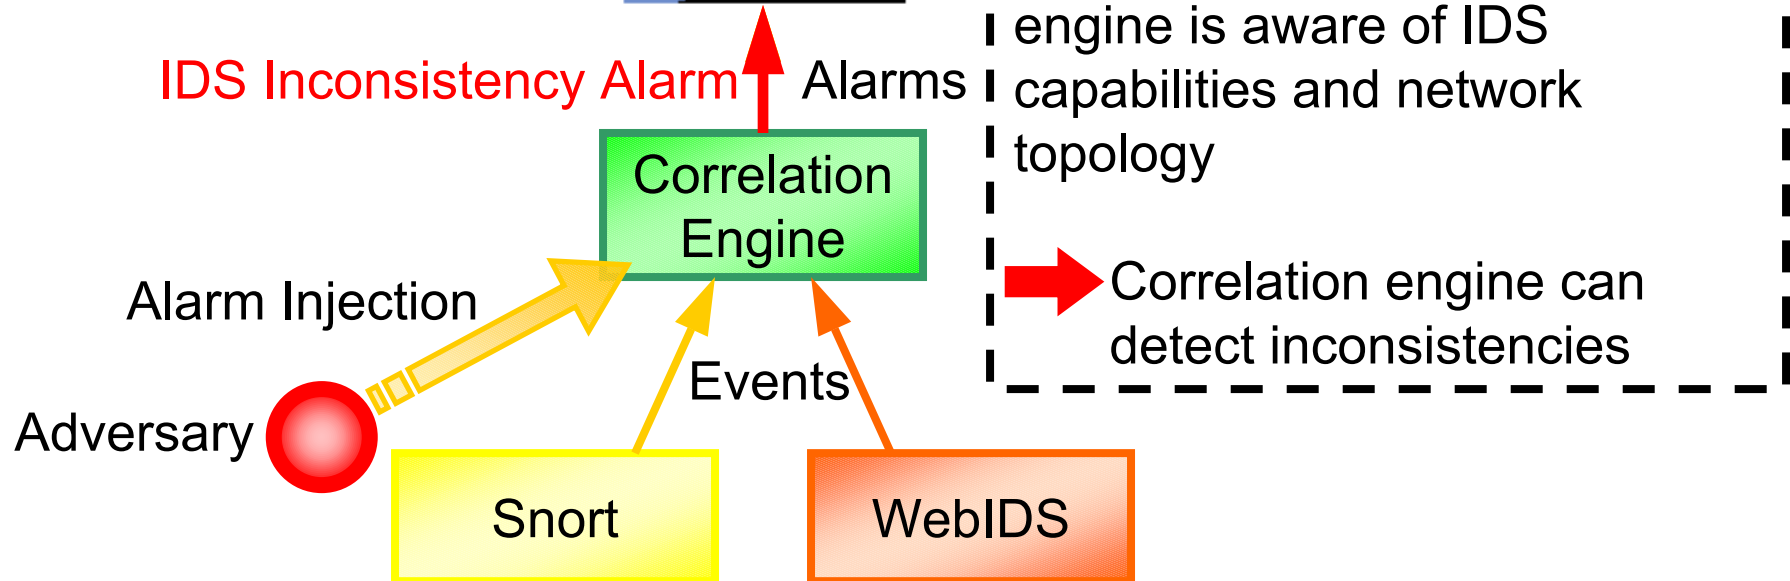 IDS Inconsistency Alarm
Alarms
Correlation
Engine
Alarm Injection
Adversary
Events
Snort
WebIDS
engine is aware of IDS
capabilities and network
topology
Correlation engine can
detect inconsistencies